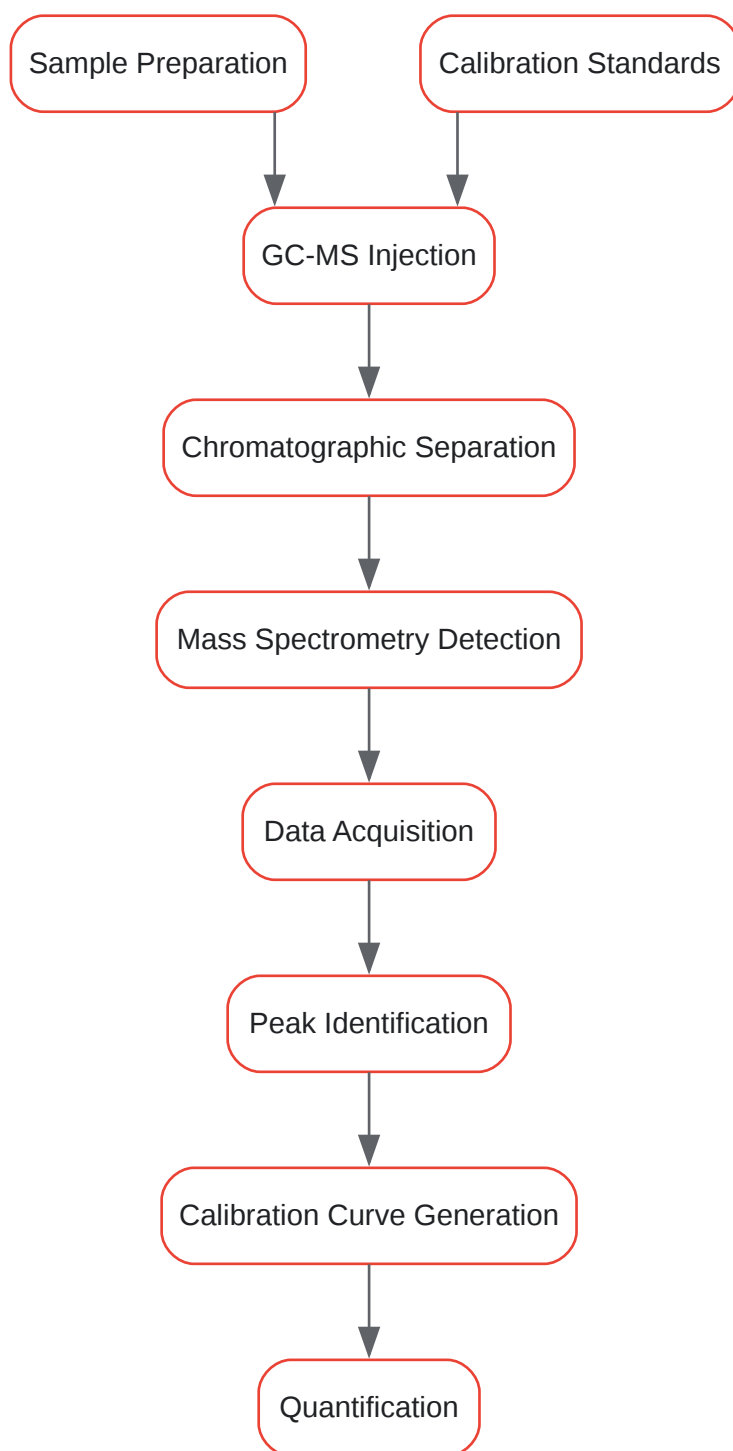 Sample Preparation
Calibration Standards
GC-MS Injection
Chromatographic Separation
Mass Spectrometry Detection
Data Acquisition
Peak Identification
Calibration Curve Generation
Quantification